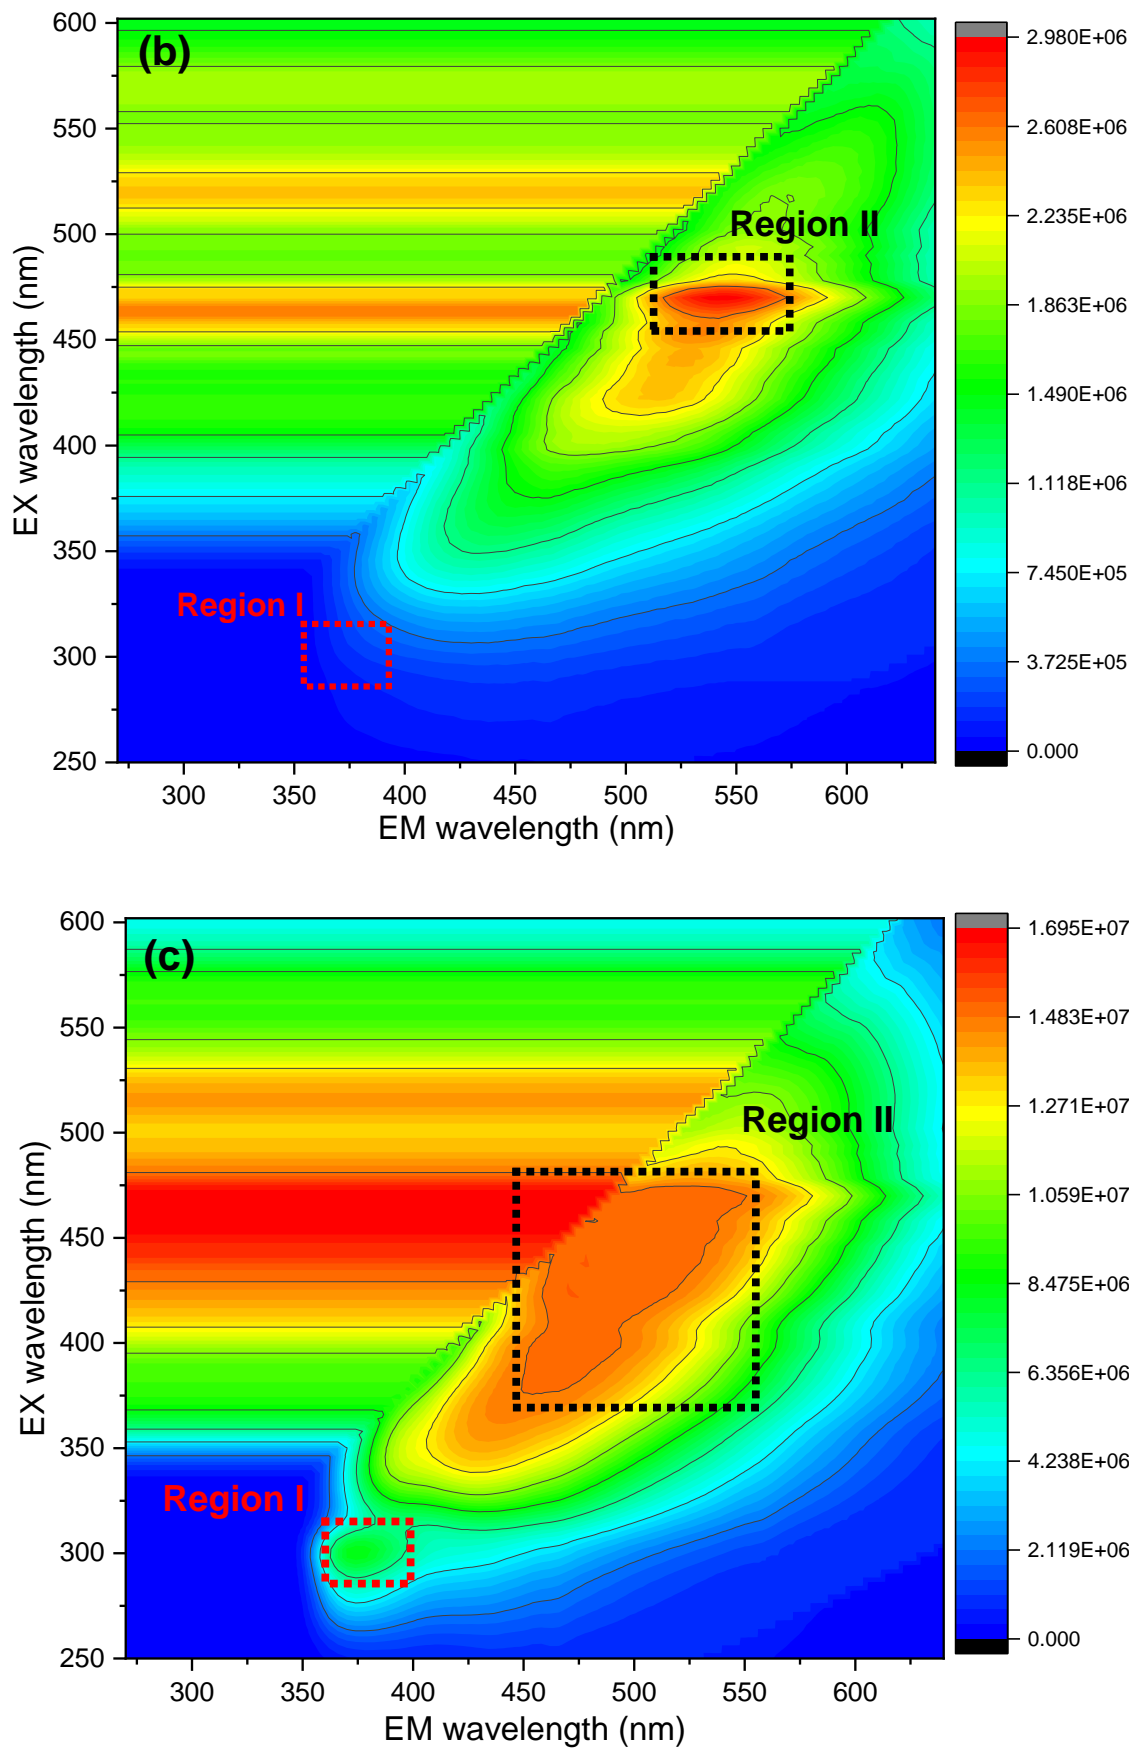 (b)
EX wavelength (nm)
600
550
500
450
400
350
300
250
Region II
Region I
300 350 400 450 500 550 600
EM wavelength (nm)
2.980E+06
2.608E+06
2.235E+06
1.863E+06
1.490E+06
1.118E+06
7.450E+05
3.725E+05
0.000
(c)
EX wavelength (nm)
600
550
500
450
400
350
300
250
Region II
Region I
300 350 400 450 500 550 600
EM wavelength (nm)
1.695E+07
1.483E+07
1.271E+07
1.059E+07
8.475E+06
6.356E+06
4.238E+06
2.119E+06
0.000